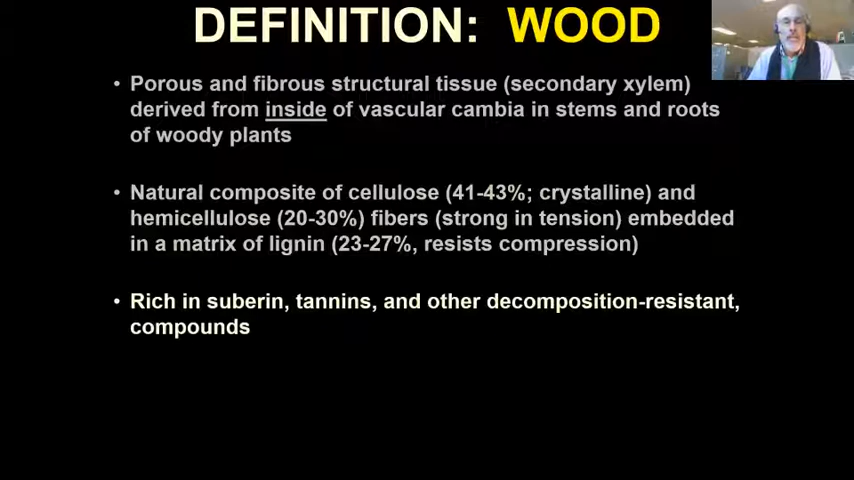 DEFINITION: WOOD
• Porous and fibrous structural tissue (secondary xylem)
derived from inside of vascular cambia in stems and roots
of woody plants
• Natural composite of cellulose (41-43%; crystalline) and
hemicellulose (20-30%) fibers (strong in tension) embedded
in a matrix of lignin (23-27%, resists compression)
• Rich in suberin, tannins, and other decomposition-resistant,
compounds